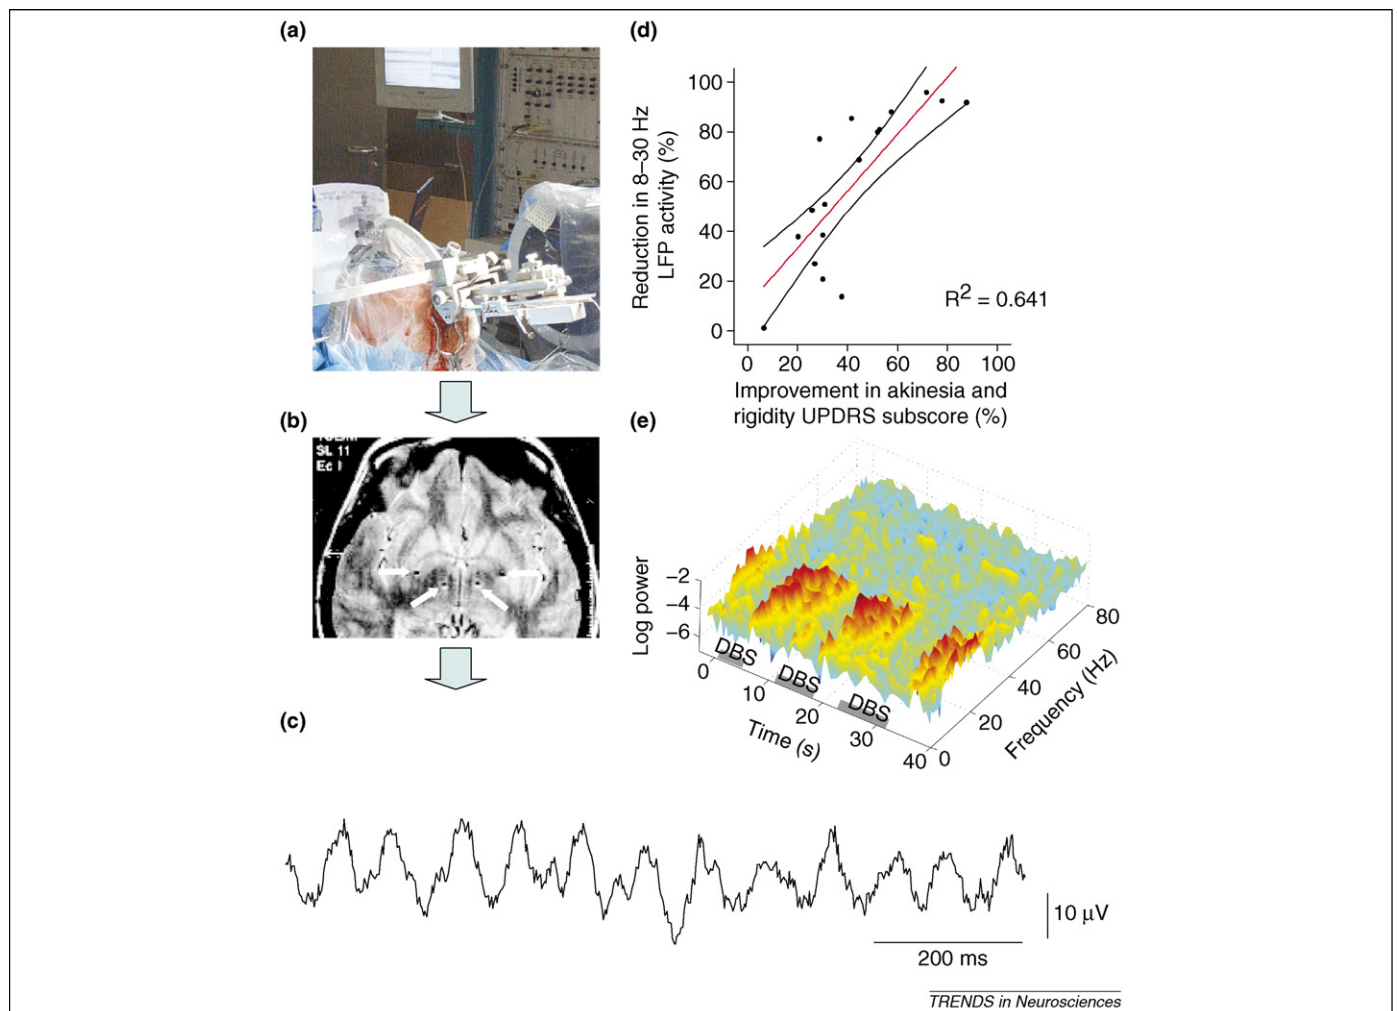 (a)
(b)
TO2/M
SL 11
Ec I
(c)
(d)
Reduction in 8–30 Hz
LFP activity (%)
100
80
60
40
20
0
R² = 0.641
0 20 40 60 80 100
Improvement in akinesia and
rigidity UPDRS subscore (%)
(e)
Log power
–2
–4
–6
DBS
DBS
DBS
0
10
20
30
40
Time (s)
0
20
40
60
80
Frequency (Hz)
10 μV
200 ms
TRENDS in Neurosciences